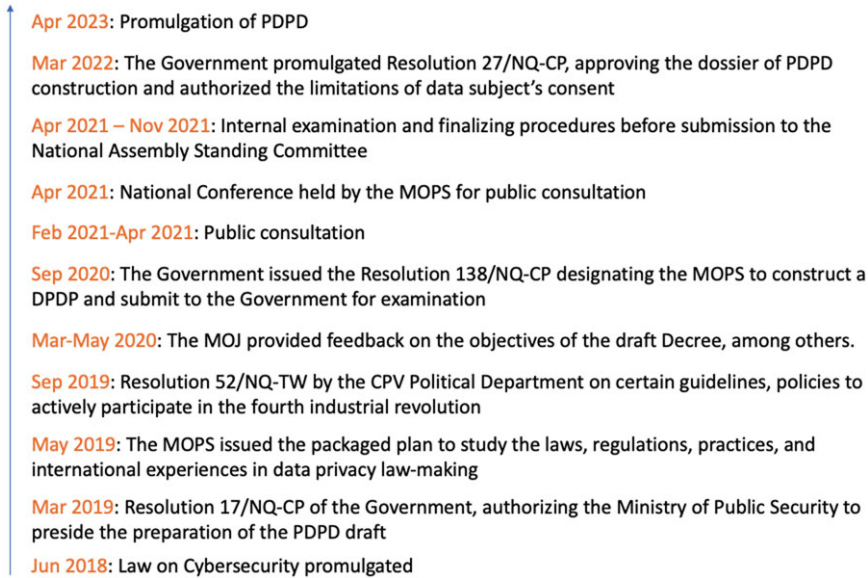 Apr 2023: Promulgation of PDPD
Mar 2022: The Government promulgated Resolution 27/NQ-CP, approving the dossier of PDPD
construction and authorized the limitations of data subject's consent
Apr 2021 – Nov 2021: Internal examination and finalizing procedures before submission to the
National Assembly Standing Committee
Apr 2021: National Conference held by the MOPS for public consultation
Feb 2021-Apr 2021: Public consultation
Sep 2020: The Government issued the Resolution 138/NQ-CP designating the MOPS to construct a
DPDP and submit to the Government for examination
Mar-May 2020: The MOJ provided feedback on the objectives of the draft Decree, among others.
Sep 2019: Resolution 52/NQ-TW by the CPV Political Department on certain guidelines, policies to
actively participate in the fourth industrial revolution
May 2019: The MOPS issued the packaged plan to study the laws, regulations, practices, and
international experiences in data privacy law-making
Mar 2019: Resolution 17/NQ-CP of the Government, authorizing the Ministry of Public Security to
preside the preparation of the PDPD draft
Jun 2018: Law on Cybersecurity promulgated